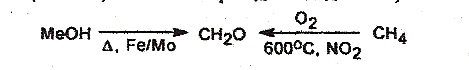 MeOH Δ, Fe/Mo CH₂O O₂ 600°C, NO₂ CH₄